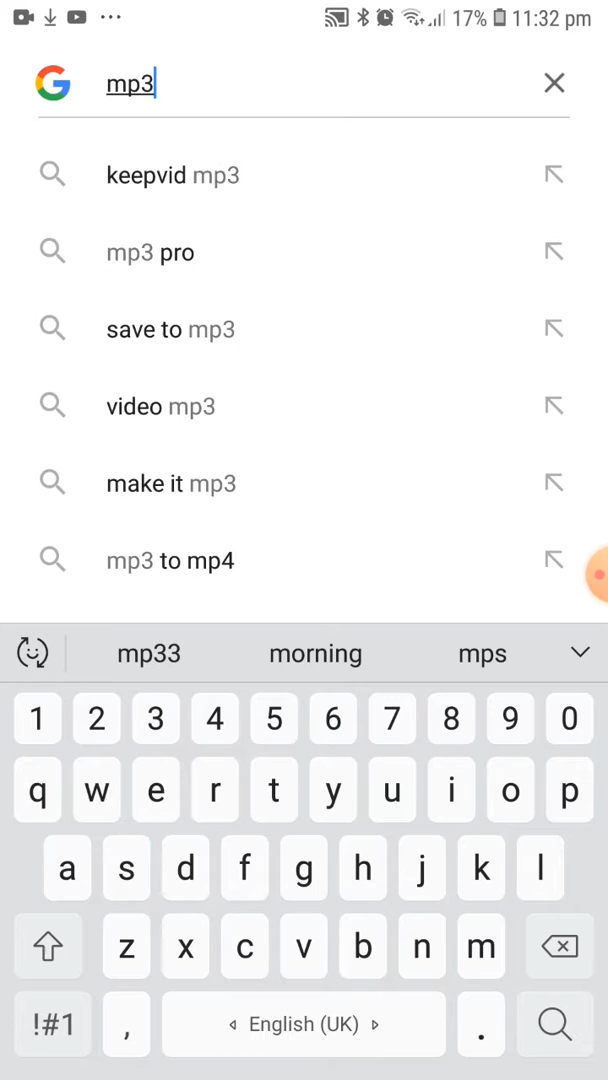 17% 11:32 pm
mp3
keepvid mp3
mp3 pro
save to mp3
video mp3
make it mp3
mp3 to mp4
mp33 morning mps
1 2 3 4 5 6 7 8 9 0
q w e r t y u i o p
a s d f g h j k l
z x c v b n m
!#1 , English (UK) .